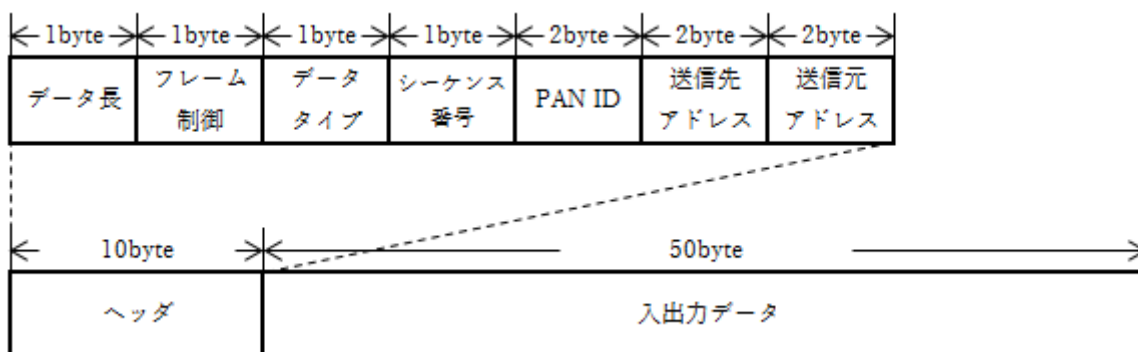 1byte 1byte 1byte 1byte 2byte 2byte 2byte
データ長 フレーム制御 データタイプ シーケンス番号 PAN ID 送信先アドレス 送信元アドレス
10byte 50byte
ヘッダ 入出力データ